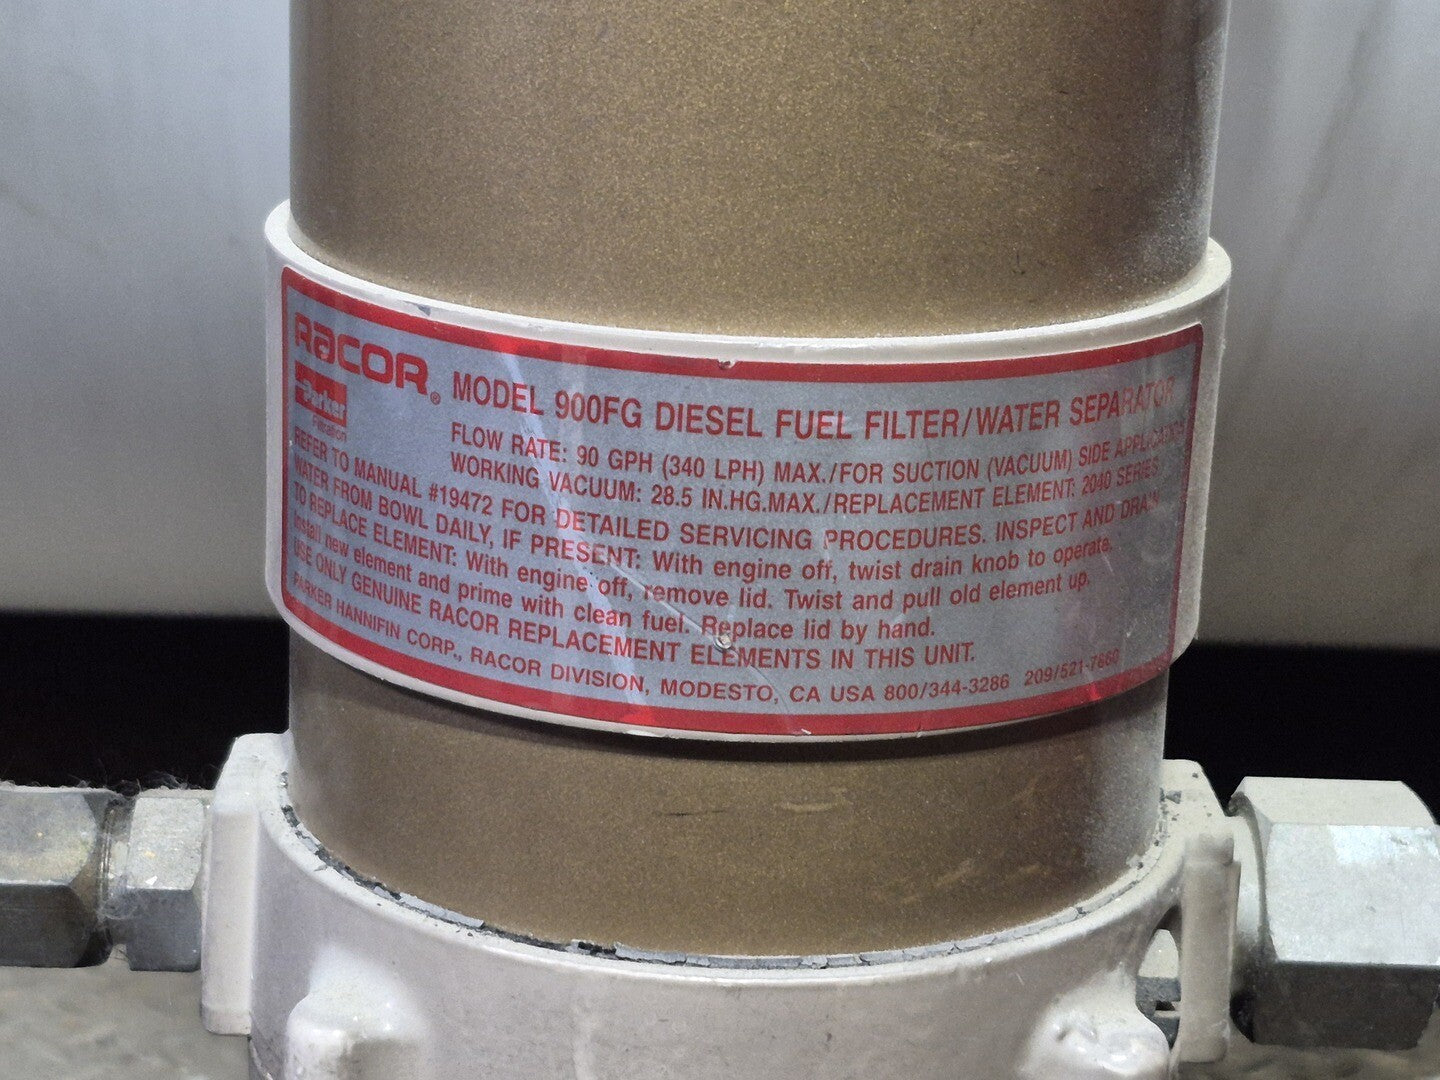 RACOR®
Parker
Filtration
MODEL 900FG DIESEL FUEL FILTER/WATER SEPARATOR
FLOW RATE: 90 GPH (340 LPH) MAX./FOR SUCTION (VACUUM) SIDE APPLICATION
WORKING VACUUM: 28.5 IN.HG.MAX./REPLACEMENT ELEMENT: 2040 SERIES
REFER TO MANUAL #19472 FOR DETAILED SERVICING PROCEDURES. INSPECT AND DRAIN
WATER FROM BOWL DAILY, IF PRESENT: With engine off, twist drain knob to operate.
TO REPLACE ELEMENT: With engine off, remove lid. Twist and pull old element up.
Install new element and prime with clean fuel. Replace lid by hand.
USE ONLY GENUINE RACOR REPLACEMENT ELEMENTS IN THIS UNIT.
PARKER HANNIFIN CORP., RACOR DIVISION, MODESTO, CA USA 800/344-3286 209/521-7860